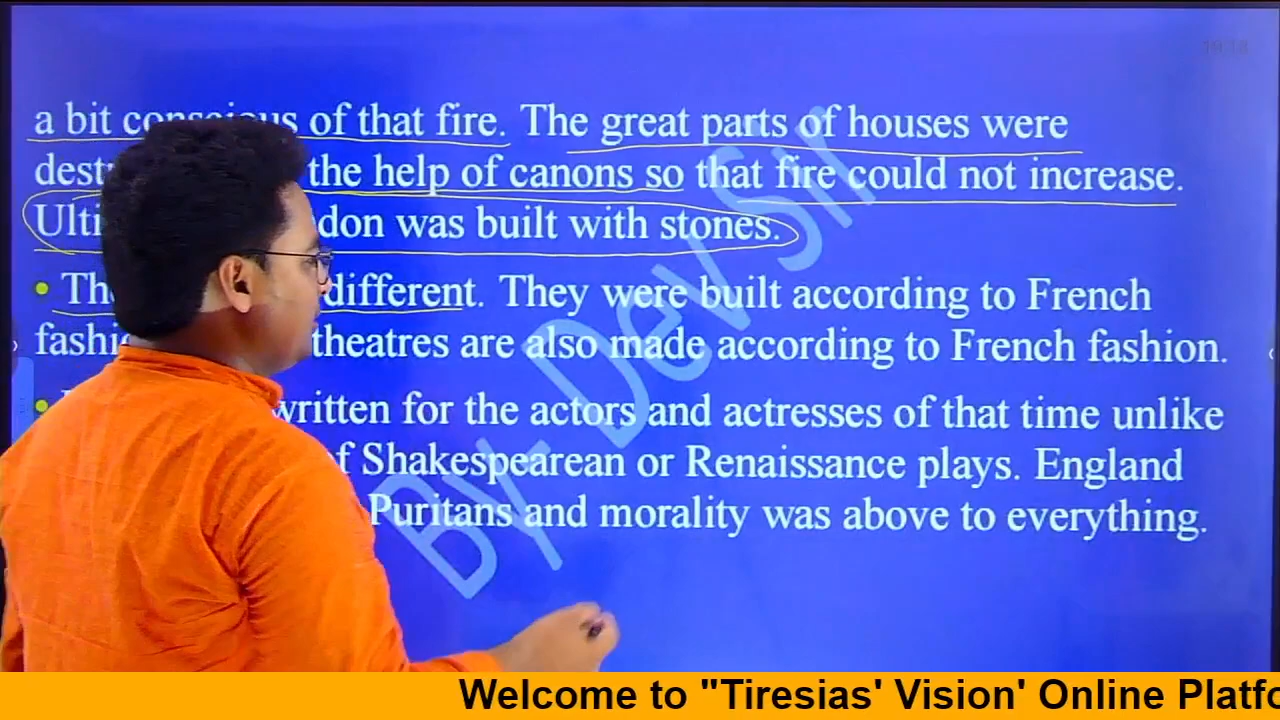 a bit conscious of that fire. The great parts of houses were
the help of canons so that fire could not increase.
was built with stones.
different. They were built according to French
theatres are also made according to French fashion.
written for the actors and actresses of that time unlike
Shakespearean or Renaissance plays. England
Puritans and morality was above to everything.
By- Dev Sir
Welcome to "Tiresias' Vision' Online